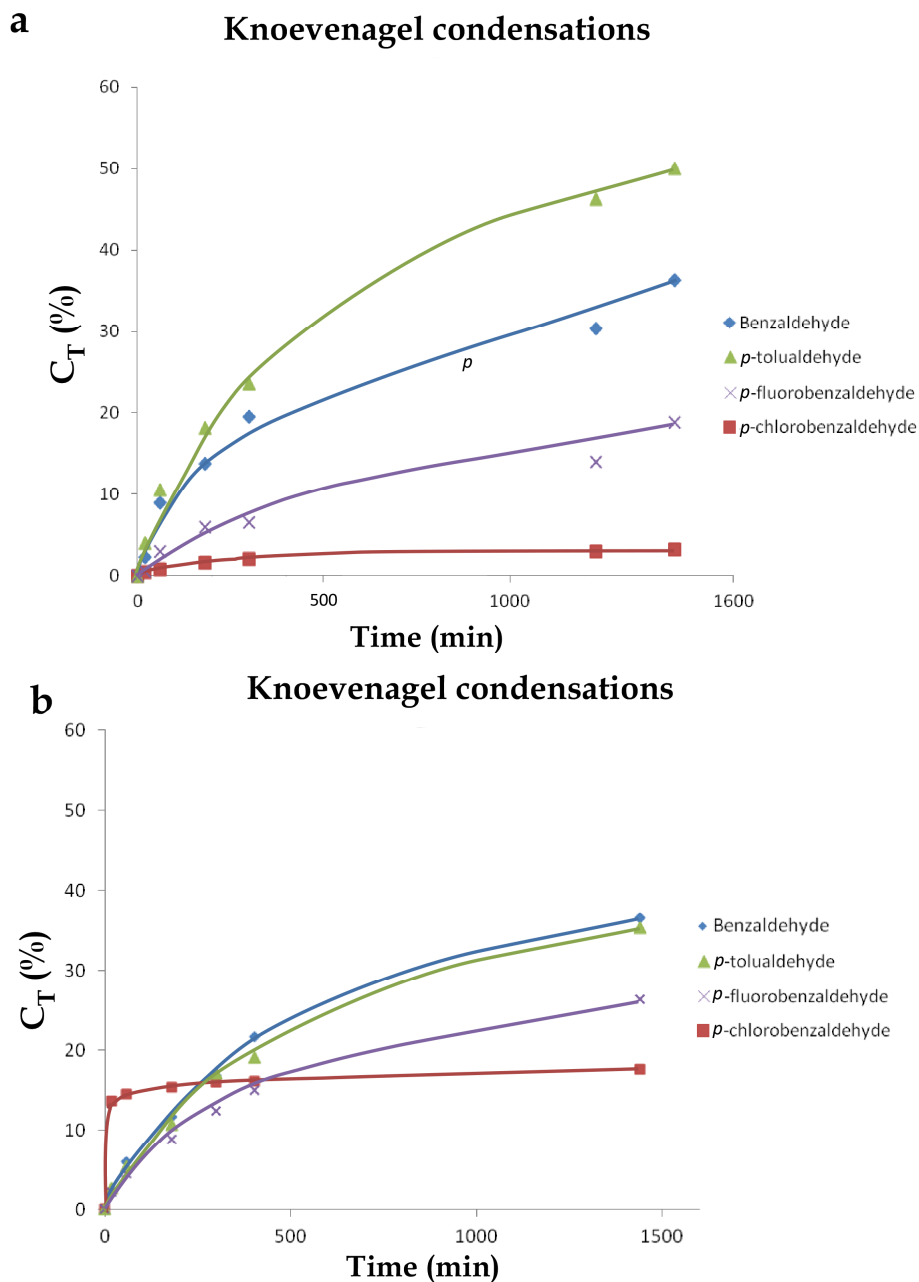 a
Knoevenagel condensations
60
50
40
30
20
10
0
C_T (%)
p
0
500
1000
1600
Time (min)
Benzaldehyde
p-tolualdehyde
p-fluorobenzaldehyde
p-chlorobenzaldehyde
b
Knoevenagel condensations
60
50
40
30
20
10
0
C_T (%)
0
500
1000
1500
Time (min)
Benzaldehyde
p-tolualdehyde
p-fluorobenzaldehyde
p-chlorobenzaldehyde